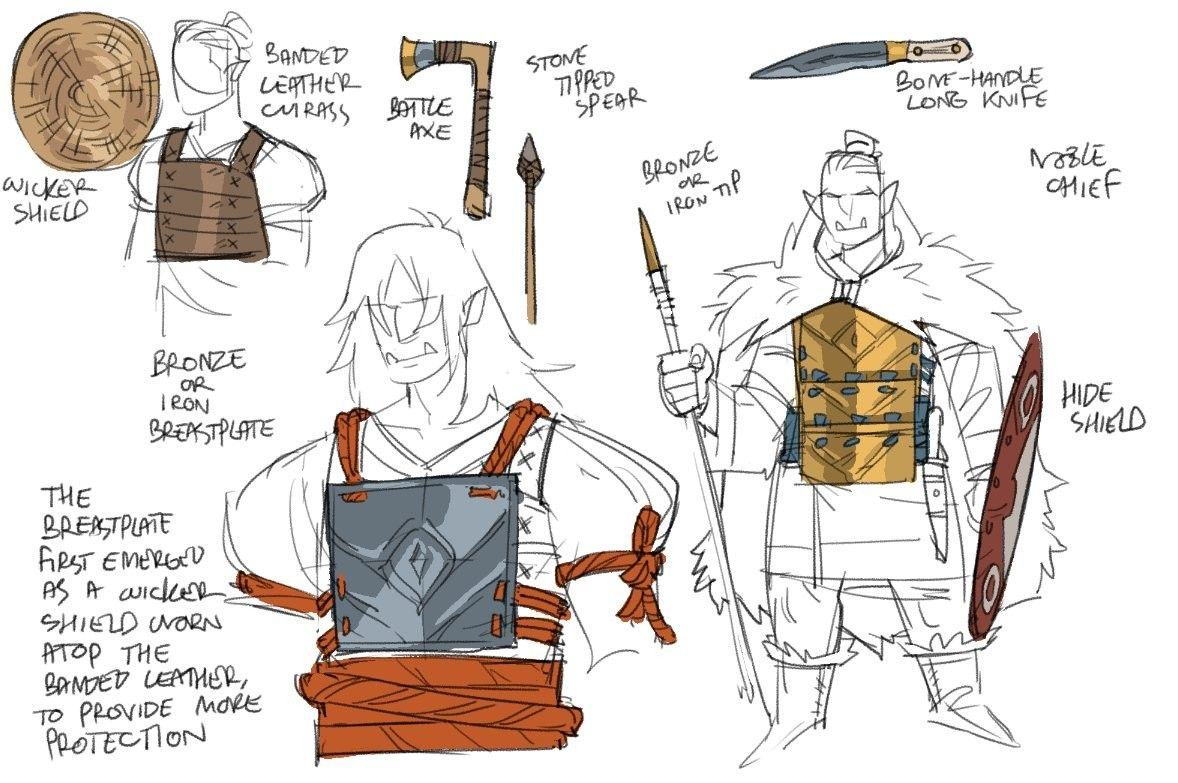 BANDED
LEATHER
CUIRASS
WICKER
SHIELD
BATTLE
AXE
STONE
TIPPED
SPEAR
BONE-HANDLE
LONG KNIFE
BRONZE
OR
IRON TIP
NOBLE
CHIEF
HIDE
SHIELD
BRONZE
OR
IRON
BREASTPLATE
THE
BREASTPLATE
FIRST EMERGED
AS A WICKER
SHIELD WORN
ATOP THE
BANDED LEATHER,
TO PROVIDE MORE
PROTECTION